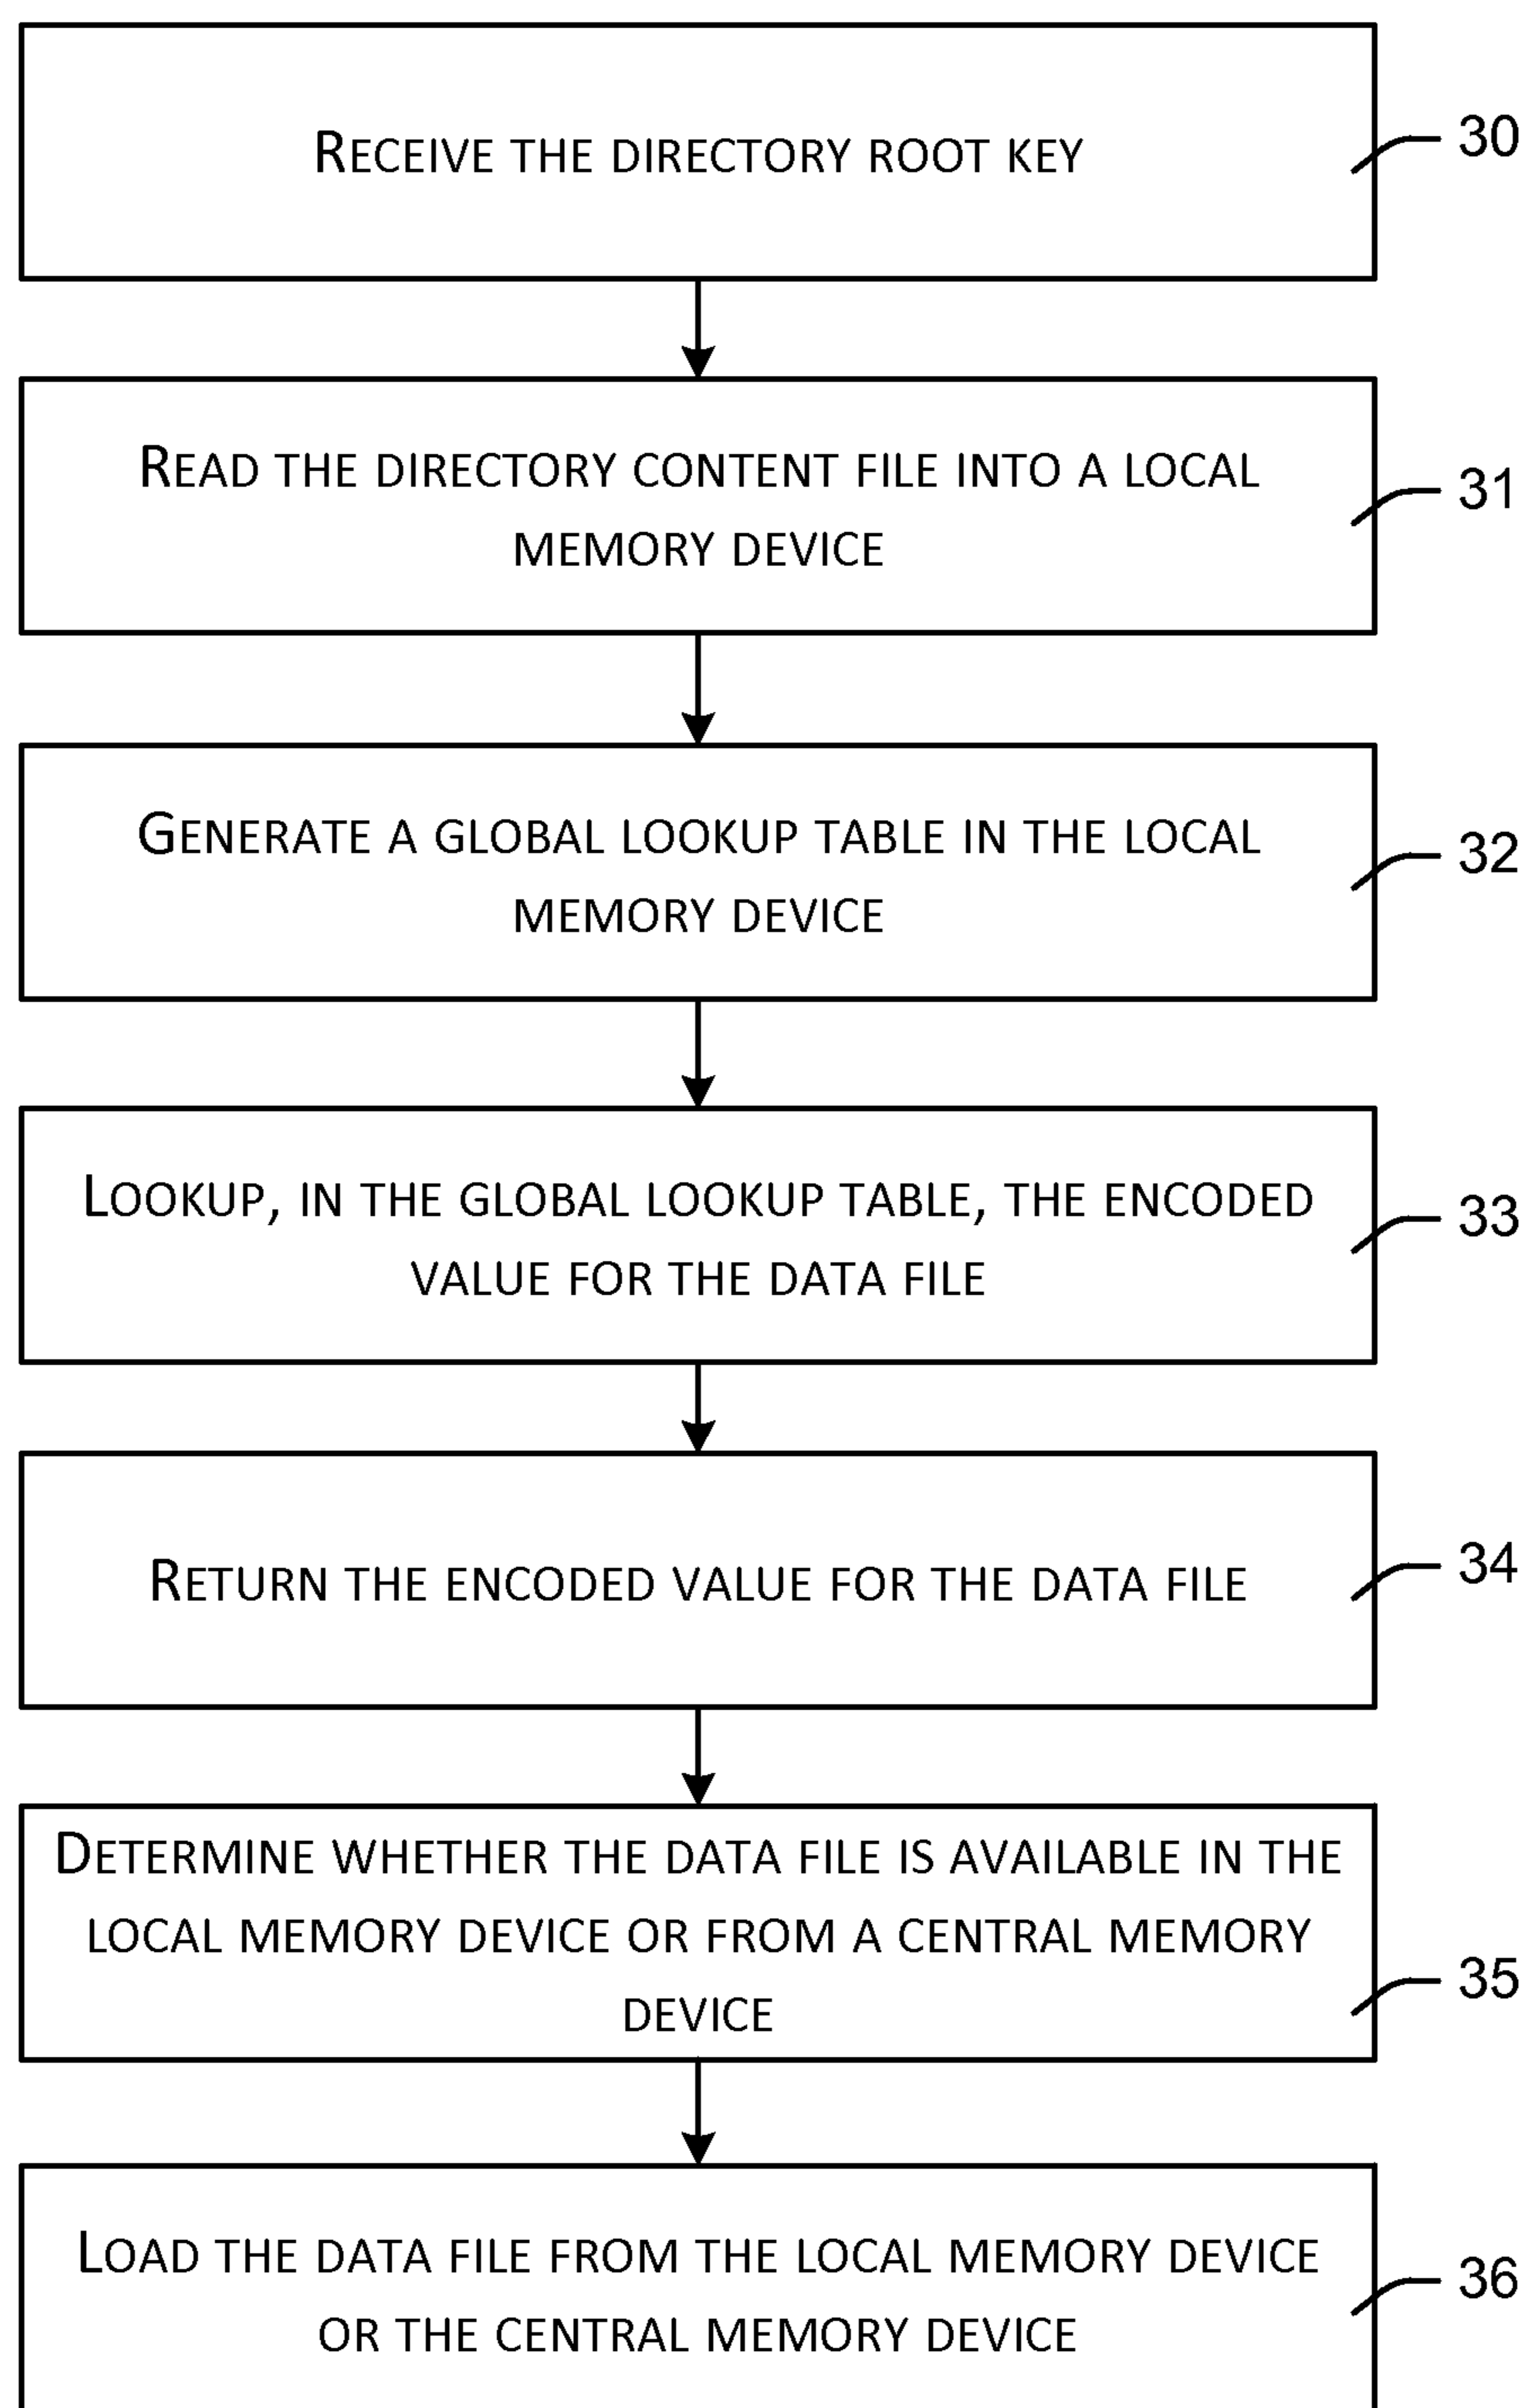 RECEIVE THE DIRECTORY ROOT KEY
30
READ THE DIRECTORY CONTENT FILE INTO A LOCAL
MEMORY DEVICE
31
GENERATE A GLOBAL LOOKUP TABLE IN THE LOCAL
MEMORY DEVICE
32
LOOKUP, IN THE GLOBAL LOOKUP TABLE, THE ENCODED
VALUE FOR THE DATA FILE
33
RETURN THE ENCODED VALUE FOR THE DATA FILE
34
DETERMINE WHETHER THE DATA FILE IS AVAILABLE IN THE
LOCAL MEMORY DEVICE OR FROM A CENTRAL MEMORY
DEVICE
35
LOAD THE DATA FILE FROM THE LOCAL MEMORY DEVICE
OR THE CENTRAL MEMORY DEVICE
36